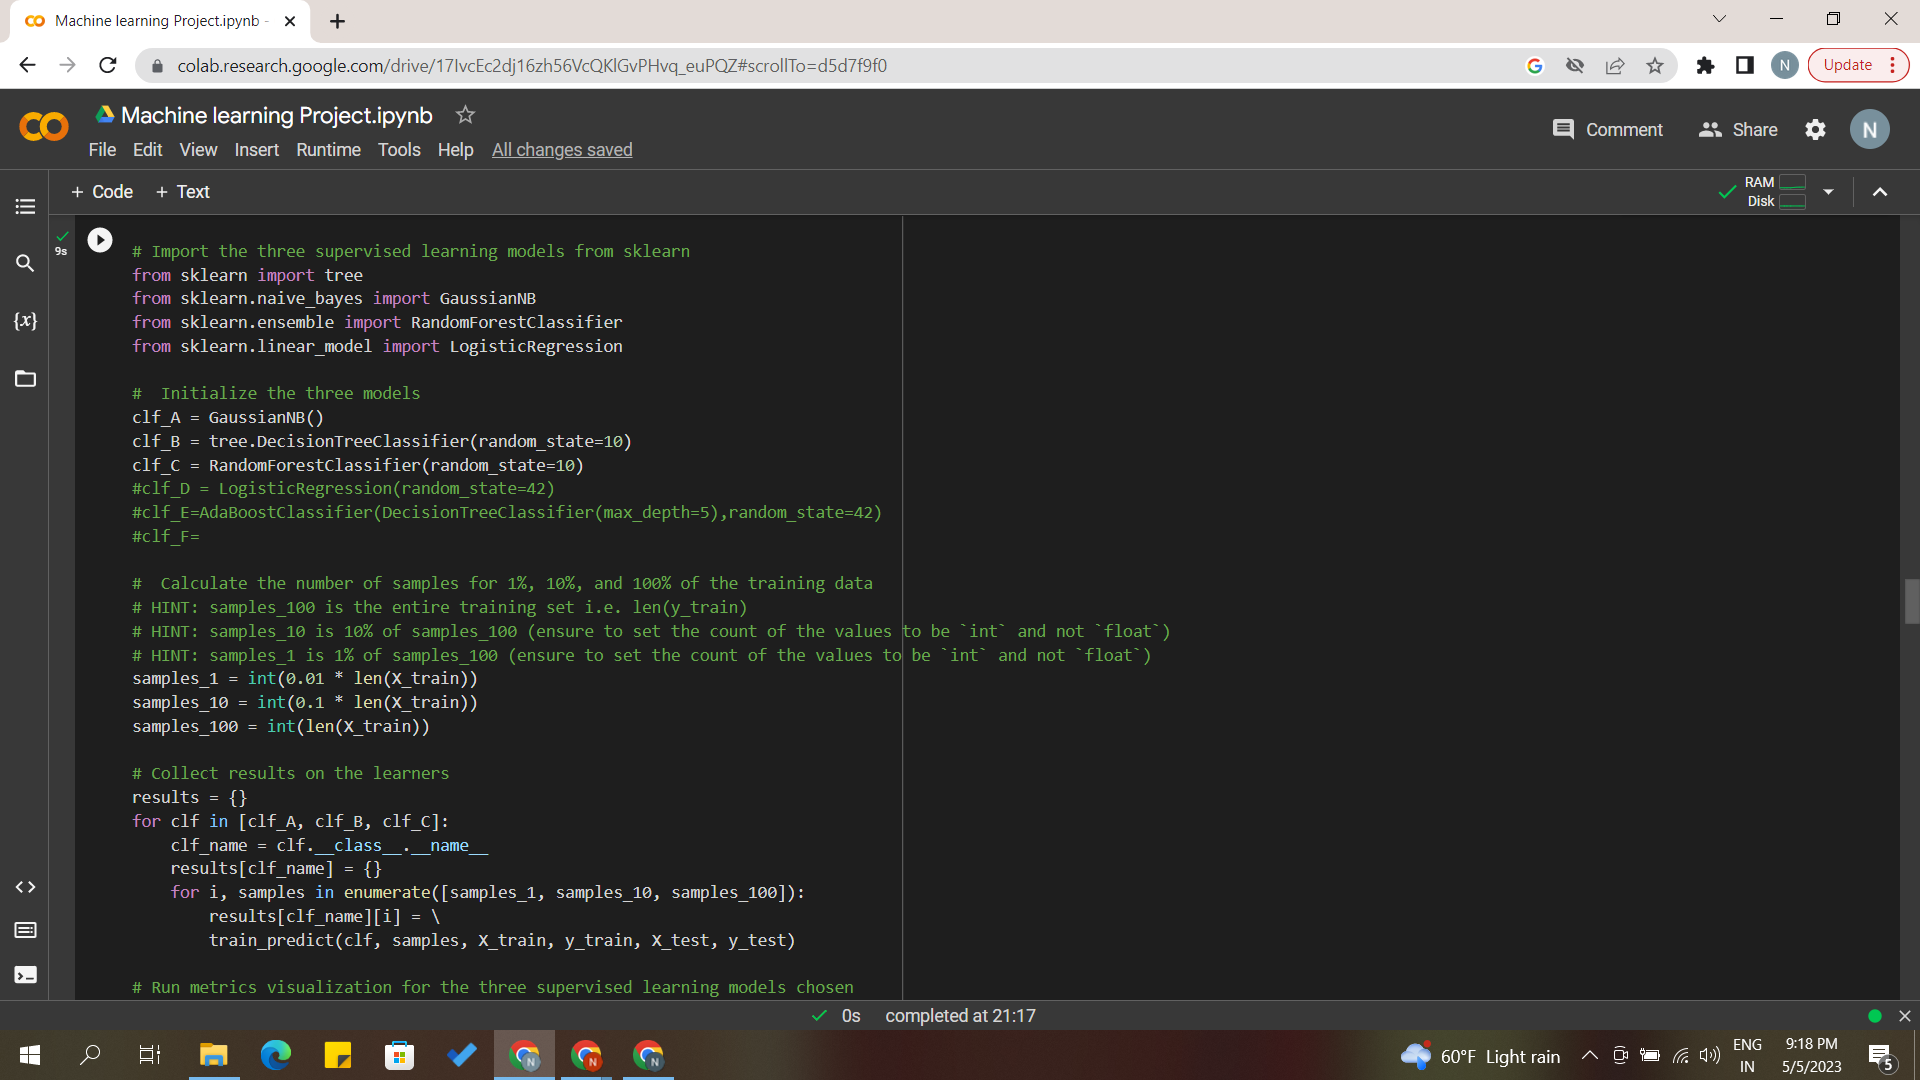 Machine learning Project.ipynb -
colab.research.google.com/drive/17IvcEc2dj16zh56VcQKlGvPHvq_euPQZ#scrollTo=d5d7f9f0
N
Update
Machine learning Project.ipynb
Comment
Share
N
File Edit View Insert Runtime Tools Help All changes saved
+ Code + Text
RAM
Disk
9s
{x}
# Import the three supervised learning models from sklearn
from sklearn import tree
from sklearn.naive_bayes import GaussianNB
from sklearn.ensemble import RandomForestClassifier
from sklearn.linear_model import LogisticRegression
#  Initialize the three models
clf_A = GaussianNB()
clf_B = tree.DecisionTreeClassifier(random_state=10)
clf_C = RandomForestClassifier(random_state=10)
#clf_D = LogisticRegression(random_state=42)
#clf_E=AdaBoostClassifier(DecisionTreeClassifier(max_depth=5),random_state=42)
#clf_F=
#  Calculate the number of samples for 1%, 10%, and 100% of the training data
# HINT: samples_100 is the entire training set i.e. len(y_train)
# HINT: samples_10 is 10% of samples_100 (ensure to set the count of the values to be `int` and not `float`)
# HINT: samples_1 is 1% of samples_100 (ensure to set the count of the values to be `int` and not `float`)
samples_1 = int(0.01 * len(X_train))
samples_10 = int(0.1 * len(X_train))
samples_100 = int(len(X_train))
# Collect results on the learners
results = {}
for clf in [clf_A, clf_B, clf_C]:
    clf_name = clf.__class__.__name__
    results[clf_name] = {}
    for i, samples in enumerate([samples_1, samples_10, samples_100]):
        results[clf_name][i] = \
        train_predict(clf, samples, X_train, y_train, X_test, y_test)
# Run metrics visualization for the three supervised learning models chosen
0s completed at 21:17
N
N
N
60°F Light rain
ENG
IN
9:18 PM
5/5/2023
5